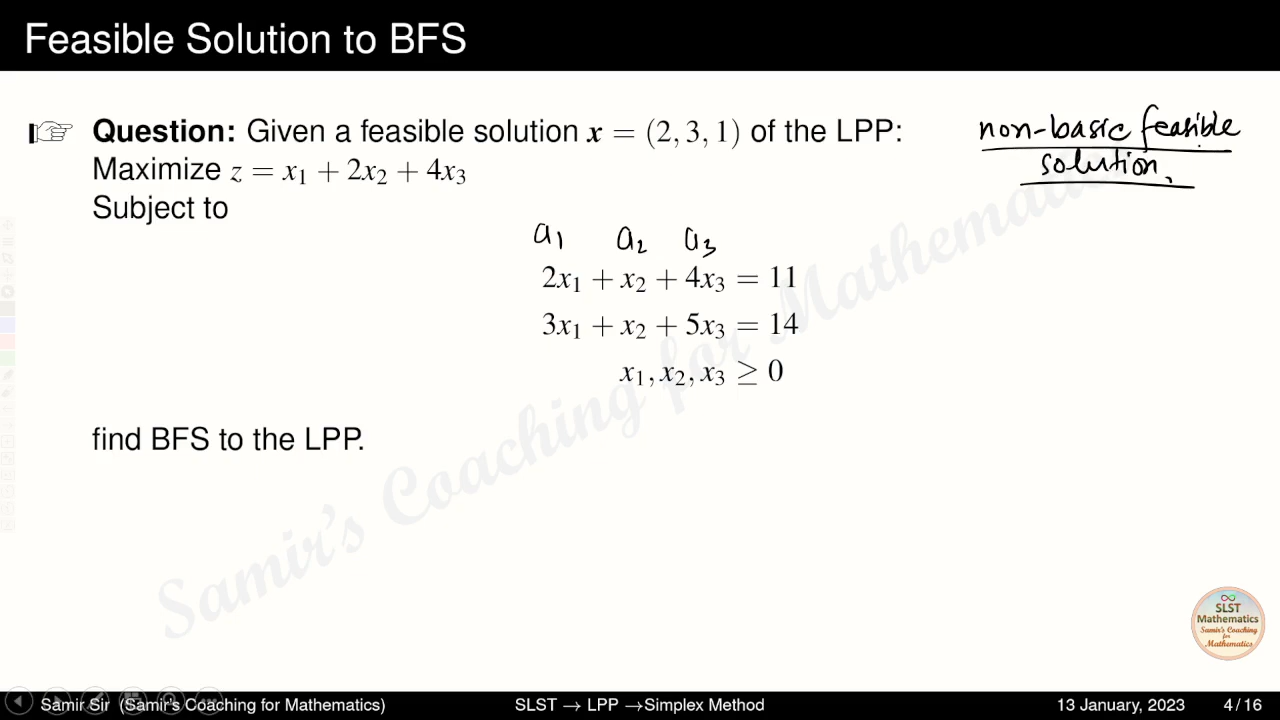 Feasible Solution to BFS
Question: Given a feasible solution x = (2, 3, 1) of the LPP:
non-basic feasible
solution.
Maximize z = x₁ + 2x₂ + 4x₃
Subject to
a₁ a₂ a₃
2x₁ + x₂ + 4x₃ = 11
3x₁ + x₂ + 5x₃ = 14
x₁, x₂, x₃ ≥ 0
find BFS to the LPP.
Samir's Coaching for Mathematics
SLST
Mathematics
Samir's Coaching
for
Mathematics
Samir Sir (Samir's Coaching for Mathematics) SLST → LPP →Simplex Method 13 January, 2023 4 / 16